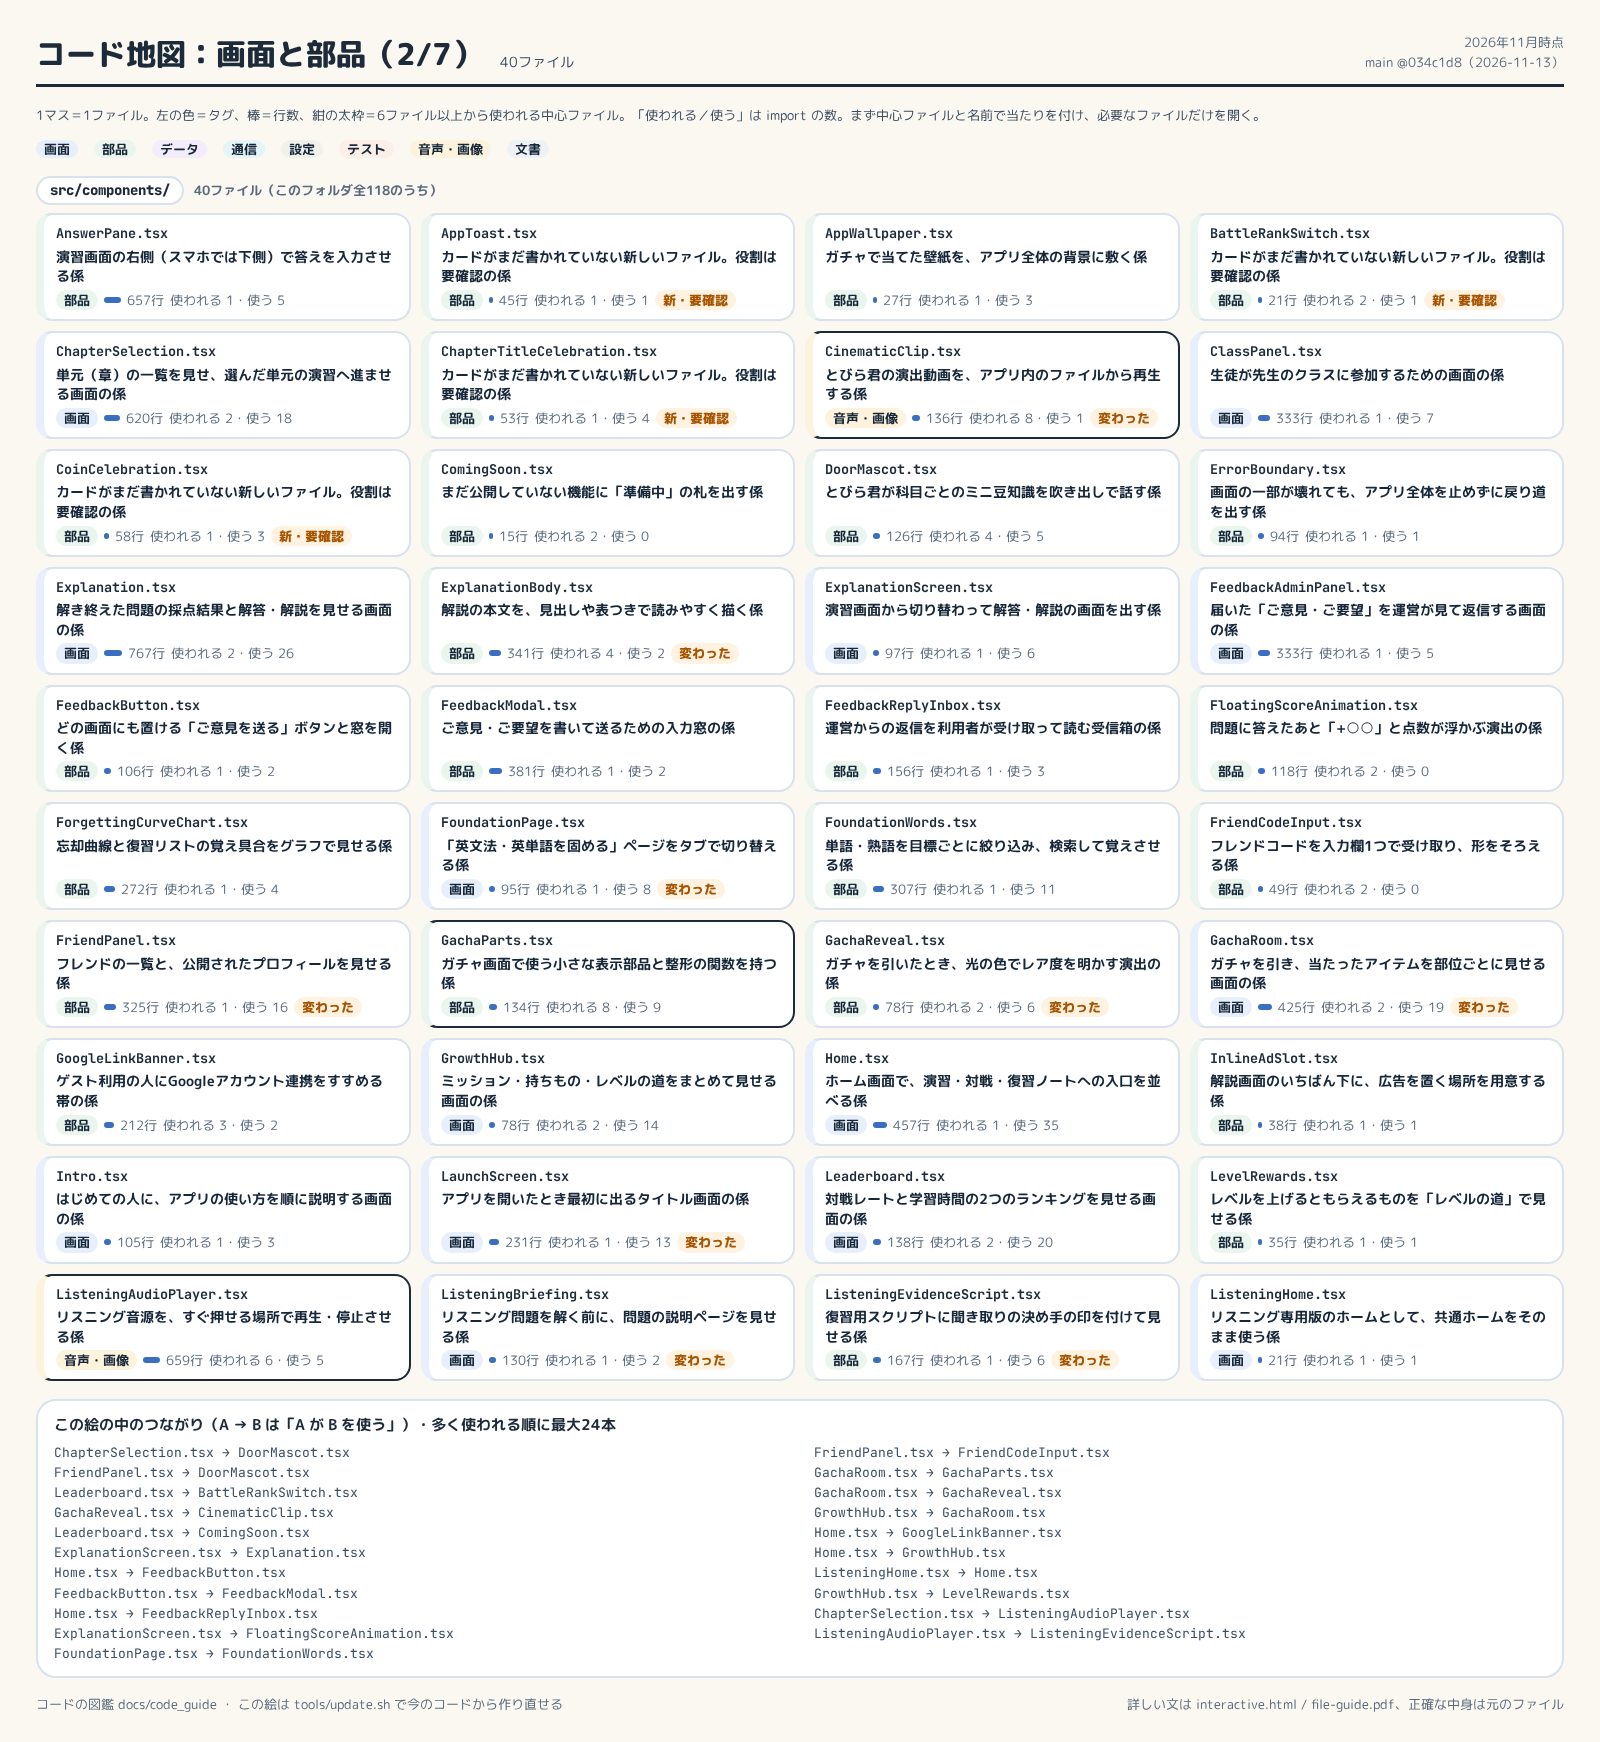 コード地図：画面と部品（2/7） 40ファイル
2026年11月時点
main @034c1d8（2026-11-13）
1マス＝1ファイル。左の色＝タグ、棒＝行数、紺の太枠＝6ファイル以上から使われる中心ファイル。「使われる／使う」は import の数。まず中心ファイルと名前で当たりを付け、必要なファイルだけを開く。
画面 部品 データ 通信 設定 テスト 音声・画像 文書
src/components/ 40ファイル（このフォルダ全118のうち）
AnswerPane.tsx
演習画面の右側（スマホでは下側）で答えを入力させ
る係
部品 657行 使われる 1・使う 5
AppToast.tsx
カードがまだ書かれていない新しいファイル。役割は
要確認の係
部品 45行 使われる 1・使う 1 新・要確認
AppWallpaper.tsx
ガチャで当てた壁紙を、アプリ全体の背景に敷く係
部品 27行 使われる 1・使う 3
BattleRankSwitch.tsx
カードがまだ書かれていない新しいファイル。役割は
要確認の係
部品 21行 使われる 2・使う 1 新・要確認
ChapterSelection.tsx
単元（章）の一覧を見せ、選んだ単元の演習へ進ませ
る画面の係
画面 620行 使われる 2・使う 18
ChapterTitleCelebration.tsx
カードがまだ書かれていない新しいファイル。役割は
要確認の係
部品 53行 使われる 1・使う 4 新・要確認
CinematicClip.tsx
とびら君の演出動画を、アプリ内のファイルから再生
する係
音声・画像 136行 使われる 8・使う 1 変わった
ClassPanel.tsx
生徒が先生のクラスに参加するための画面の係
画面 333行 使われる 1・使う 7
CoinCelebration.tsx
カードがまだ書かれていない新しいファイル。役割は
要確認の係
部品 58行 使われる 1・使う 3 新・要確認
ComingSoon.tsx
まだ公開していない機能に「準備中」の札を出す係
部品 15行 使われる 2・使う 0
DoorMascot.tsx
とびら君が科目ごとのミニ豆知識を吹き出しで話す係
部品 126行 使われる 4・使う 5
ErrorBoundary.tsx
画面の一部が壊れても、アプリ全体を止めずに戻り道
を出す係
部品 94行 使われる 1・使う 1
Explanation.tsx
解き終えた問題の採点結果と解答・解説を見せる画面
の係
画面 767行 使われる 2・使う 26
ExplanationBody.tsx
解説の本文を、見出しや表つきで読みやすく描く係
部品 341行 使われる 4・使う 2 変わった
ExplanationScreen.tsx
演習画面から切り替わって解答・解説の画面を出す係
画面 97行 使われる 1・使う 6
FeedbackAdminPanel.tsx
届いた「ご意見・ご要望」を運営が見て返信する画面
の係
画面 333行 使われる 1・使う 5
FeedbackButton.tsx
どの画面にも置ける「ご意見を送る」ボタンと窓を開
く係
部品 106行 使われる 1・使う 2
FeedbackModal.tsx
ご意見・ご要望を書いて送るための入力窓の係
部品 381行 使われる 1・使う 2
FeedbackReplyInbox.tsx
運営からの返信を利用者が受け取って読む受信箱の係
部品 156行 使われる 1・使う 3
FloatingScoreAnimation.tsx
問題に答えたあと「+○○」と点数が浮かぶ演出の係
部品 118行 使われる 2・使う 0
ForgettingCurveChart.tsx
忘却曲線と復習リストの覚え具合をグラフで見せる係
部品 272行 使われる 1・使う 4
FoundationPage.tsx
「英文法・英単語を固める」ページをタブで切り替え
る係
画面 95行 使われる 1・使う 8 変わった
FoundationWords.tsx
単語・熟語を目標ごとに絞り込み、検索して覚えさせ
る係
部品 307行 使われる 1・使う 11
FriendCodeInput.tsx
フレンドコードを入力欄1つで受け取り、形をそろえ
る係
部品 49行 使われる 2・使う 0
FriendPanel.tsx
フレンドの一覧と、公開されたプロフィールを見せる
係
部品 325行 使われる 1・使う 16 変わった
GachaParts.tsx
ガチャ画面で使う小さな表示部品と整形の関数を持つ
係
部品 134行 使われる 8・使う 9
GachaReveal.tsx
ガチャを引いたとき、光の色でレア度を明かす演出の
係
部品 78行 使われる 2・使う 6 変わった
GachaRoom.tsx
ガチャを引き、当たったアイテムを部位ごとに見せる
画面の係
画面 425行 使われる 2・使う 19 変わった
GoogleLinkBanner.tsx
ゲスト利用の人にGoogleアカウント連携をすすめる
帯の係
部品 212行 使われる 3・使う 2
GrowthHub.tsx
ミッション・持ちもの・レベルの道をまとめて見せる
画面の係
画面 78行 使われる 2・使う 14
Home.tsx
ホーム画面で、演習・対戦・復習ノートへの入口を並
べる係
画面 457行 使われる 1・使う 35
InlineAdSlot.tsx
解説画面のいちばん下に、広告を置く場所を用意する
係
部品 38行 使われる 1・使う 1
Intro.tsx
はじめての人に、アプリの使い方を順に説明する画面
の係
画面 105行 使われる 1・使う 3
LaunchScreen.tsx
アプリを開いたとき最初に出るタイトル画面の係
画面 231行 使われる 1・使う 13 変わった
Leaderboard.tsx
対戦レートと学習時間の2つのランキングを見せる画
面の係
画面 138行 使われる 2・使う 20
LevelRewards.tsx
レベルを上げるともらえるものを「レベルの道」で見
せる係
部品 35行 使われる 1・使う 1
ListeningAudioPlayer.tsx
リスニング音源を、すぐ押せる場所で再生・停止させ
る係
音声・画像 659行 使われる 6・使う 5
ListeningBriefing.tsx
リスニング問題を解く前に、問題の説明ページを見せ
る係
画面 130行 使われる 1・使う 2 変わった
ListeningEvidenceScript.tsx
復習用スクリプトに聞き取りの決め手の印を付けて見
せる係
部品 167行 使われる 1・使う 6 変わった
ListeningHome.tsx
リスニング専用版のホームとして、共通ホームをその
まま使う係
画面 21行 使われる 1・使う 1
この絵の中のつながり（A → B は「A が B を使う」）・多く使われる順に最大24本
ChapterSelection.tsx → DoorMascot.tsx
FriendPanel.tsx → DoorMascot.tsx
Leaderboard.tsx → BattleRankSwitch.tsx
GachaReveal.tsx → CinematicClip.tsx
Leaderboard.tsx → ComingSoon.tsx
ExplanationScreen.tsx → Explanation.tsx
Home.tsx → FeedbackButton.tsx
FeedbackButton.tsx → FeedbackModal.tsx
Home.tsx → FeedbackReplyInbox.tsx
ExplanationScreen.tsx → FloatingScoreAnimation.tsx
FoundationPage.tsx → FoundationWords.tsx
FriendPanel.tsx → FriendCodeInput.tsx
GachaRoom.tsx → GachaParts.tsx
GachaRoom.tsx → GachaReveal.tsx
GrowthHub.tsx → GachaRoom.tsx
Home.tsx → GoogleLinkBanner.tsx
Home.tsx → GrowthHub.tsx
ListeningHome.tsx → Home.tsx
GrowthHub.tsx → LevelRewards.tsx
ChapterSelection.tsx → ListeningAudioPlayer.tsx
ListeningAudioPlayer.tsx → ListeningEvidenceScript.tsx
コードの図鑑 docs/code_guide ・ この絵は tools/update.sh で今のコードから作り直せる
詳しい文は interactive.html / file-guide.pdf、正確な中身は元のファイル